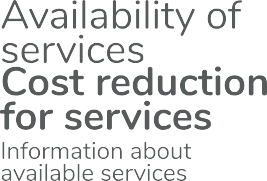 Availability of
services
Cost reduction
for services
Information about
available services